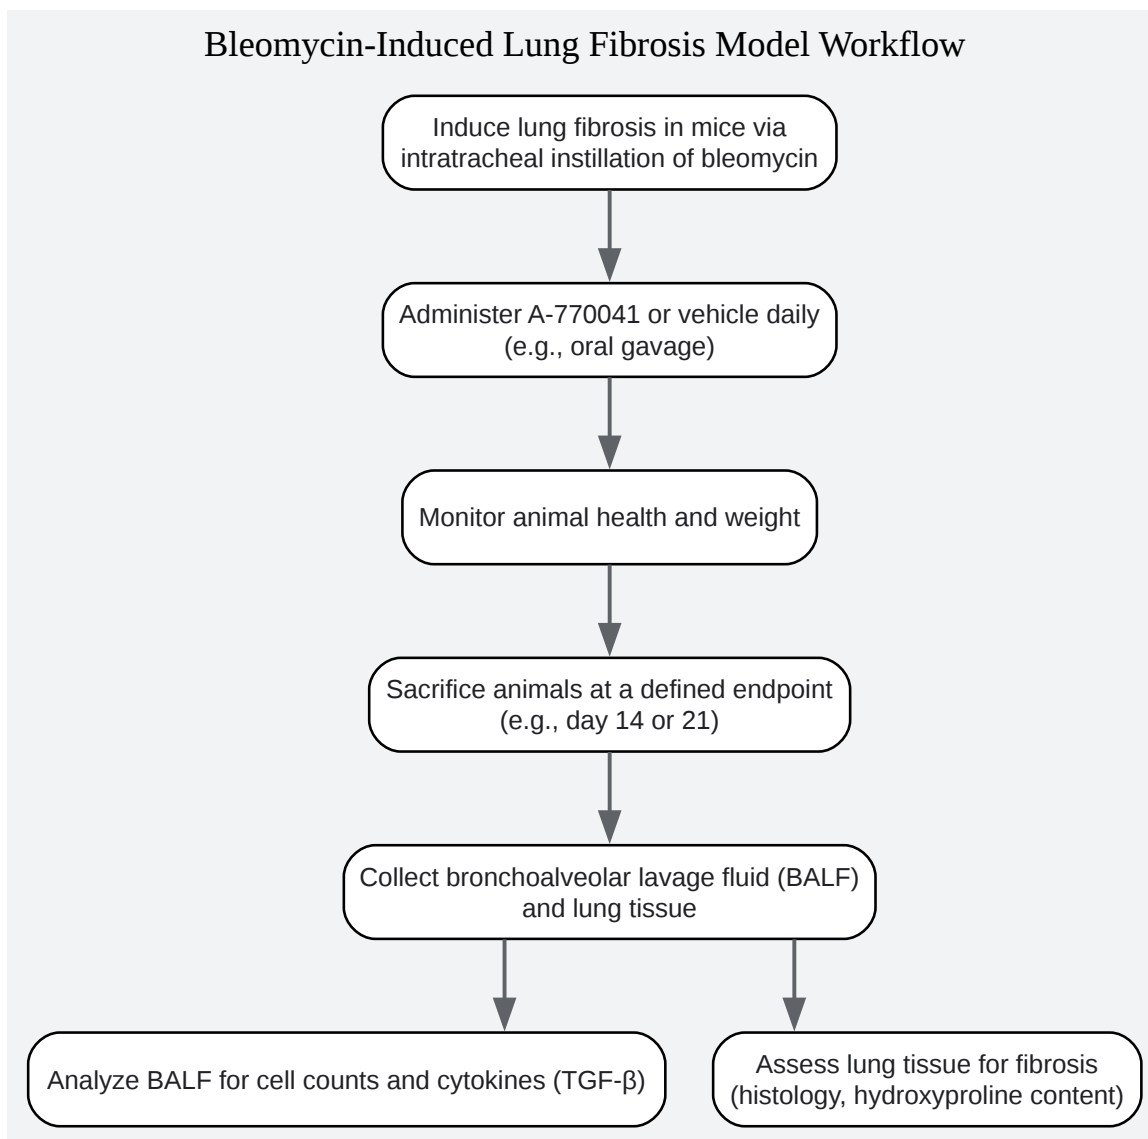 Bleomycin-Induced Lung Fibrosis Model Workflow
Induce lung fibrosis in mice via
intratracheal instillation of bleomycin
Administer A-770041 or vehicle daily
(e.g., oral gavage)
Monitor animal health and weight
Sacrifice animals at a defined endpoint
(e.g., day 14 or 21)
Collect bronchoalveolar lavage fluid (BALF)
and lung tissue
Analyze BALF for cell counts and cytokines (TGF-β)
Assess lung tissue for fibrosis
(histology, hydroxyproline content)